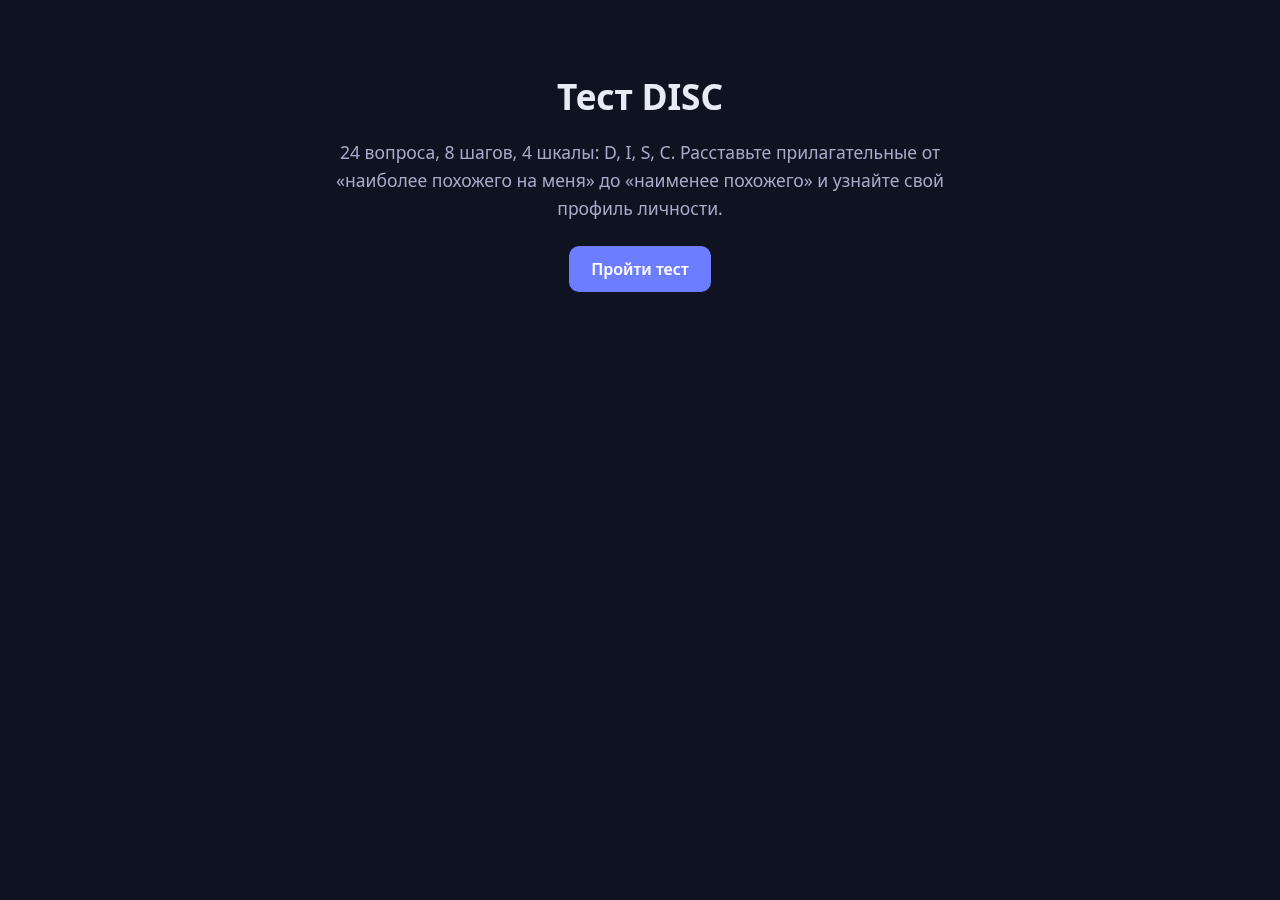 Тест DISC
24 вопроса, 8 шагов, 4 шкалы: D, I, S, C. Расставьте прилагательные от
«наиболее похожего на меня» до «наименее похожего» и узнайте свой
профиль личности.
Пройти тест